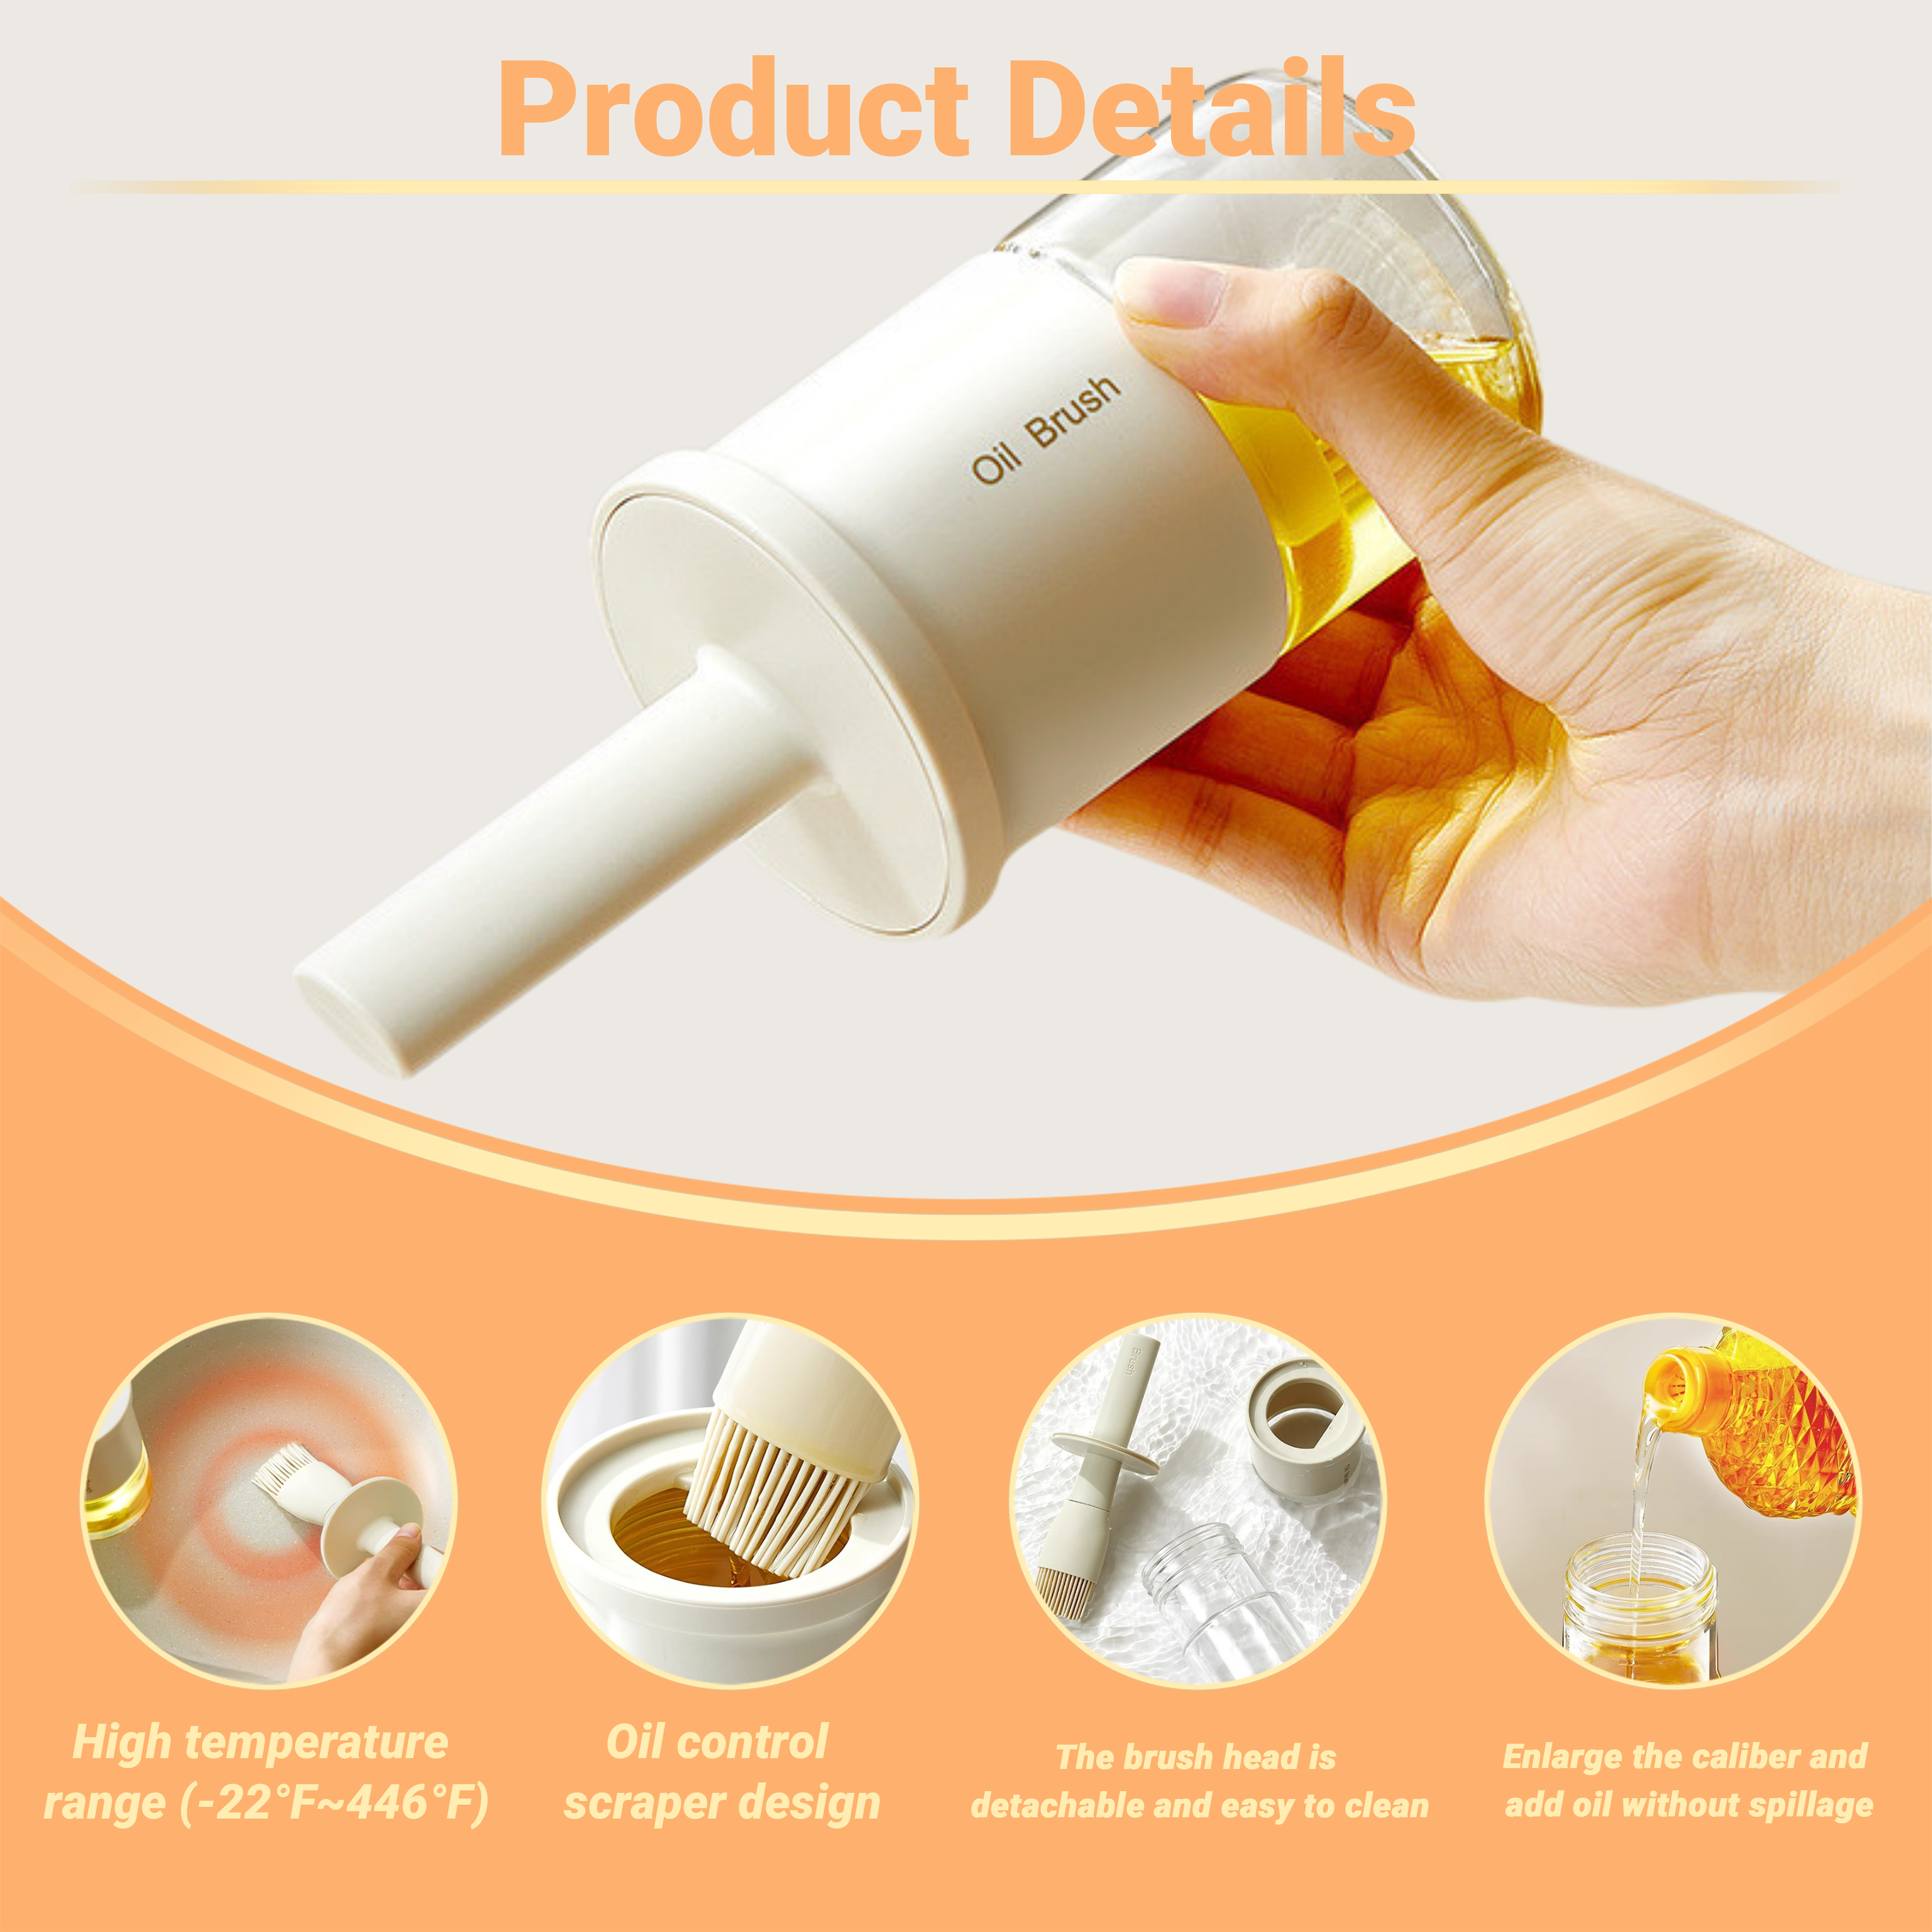 Product Details
Oil Brush
High temperature
range (-22°F~446°F)
Oil control
scraper design
Brush
The brush head is
detachable and easy to clean
Enlarge the caliber and
add oil without spillage